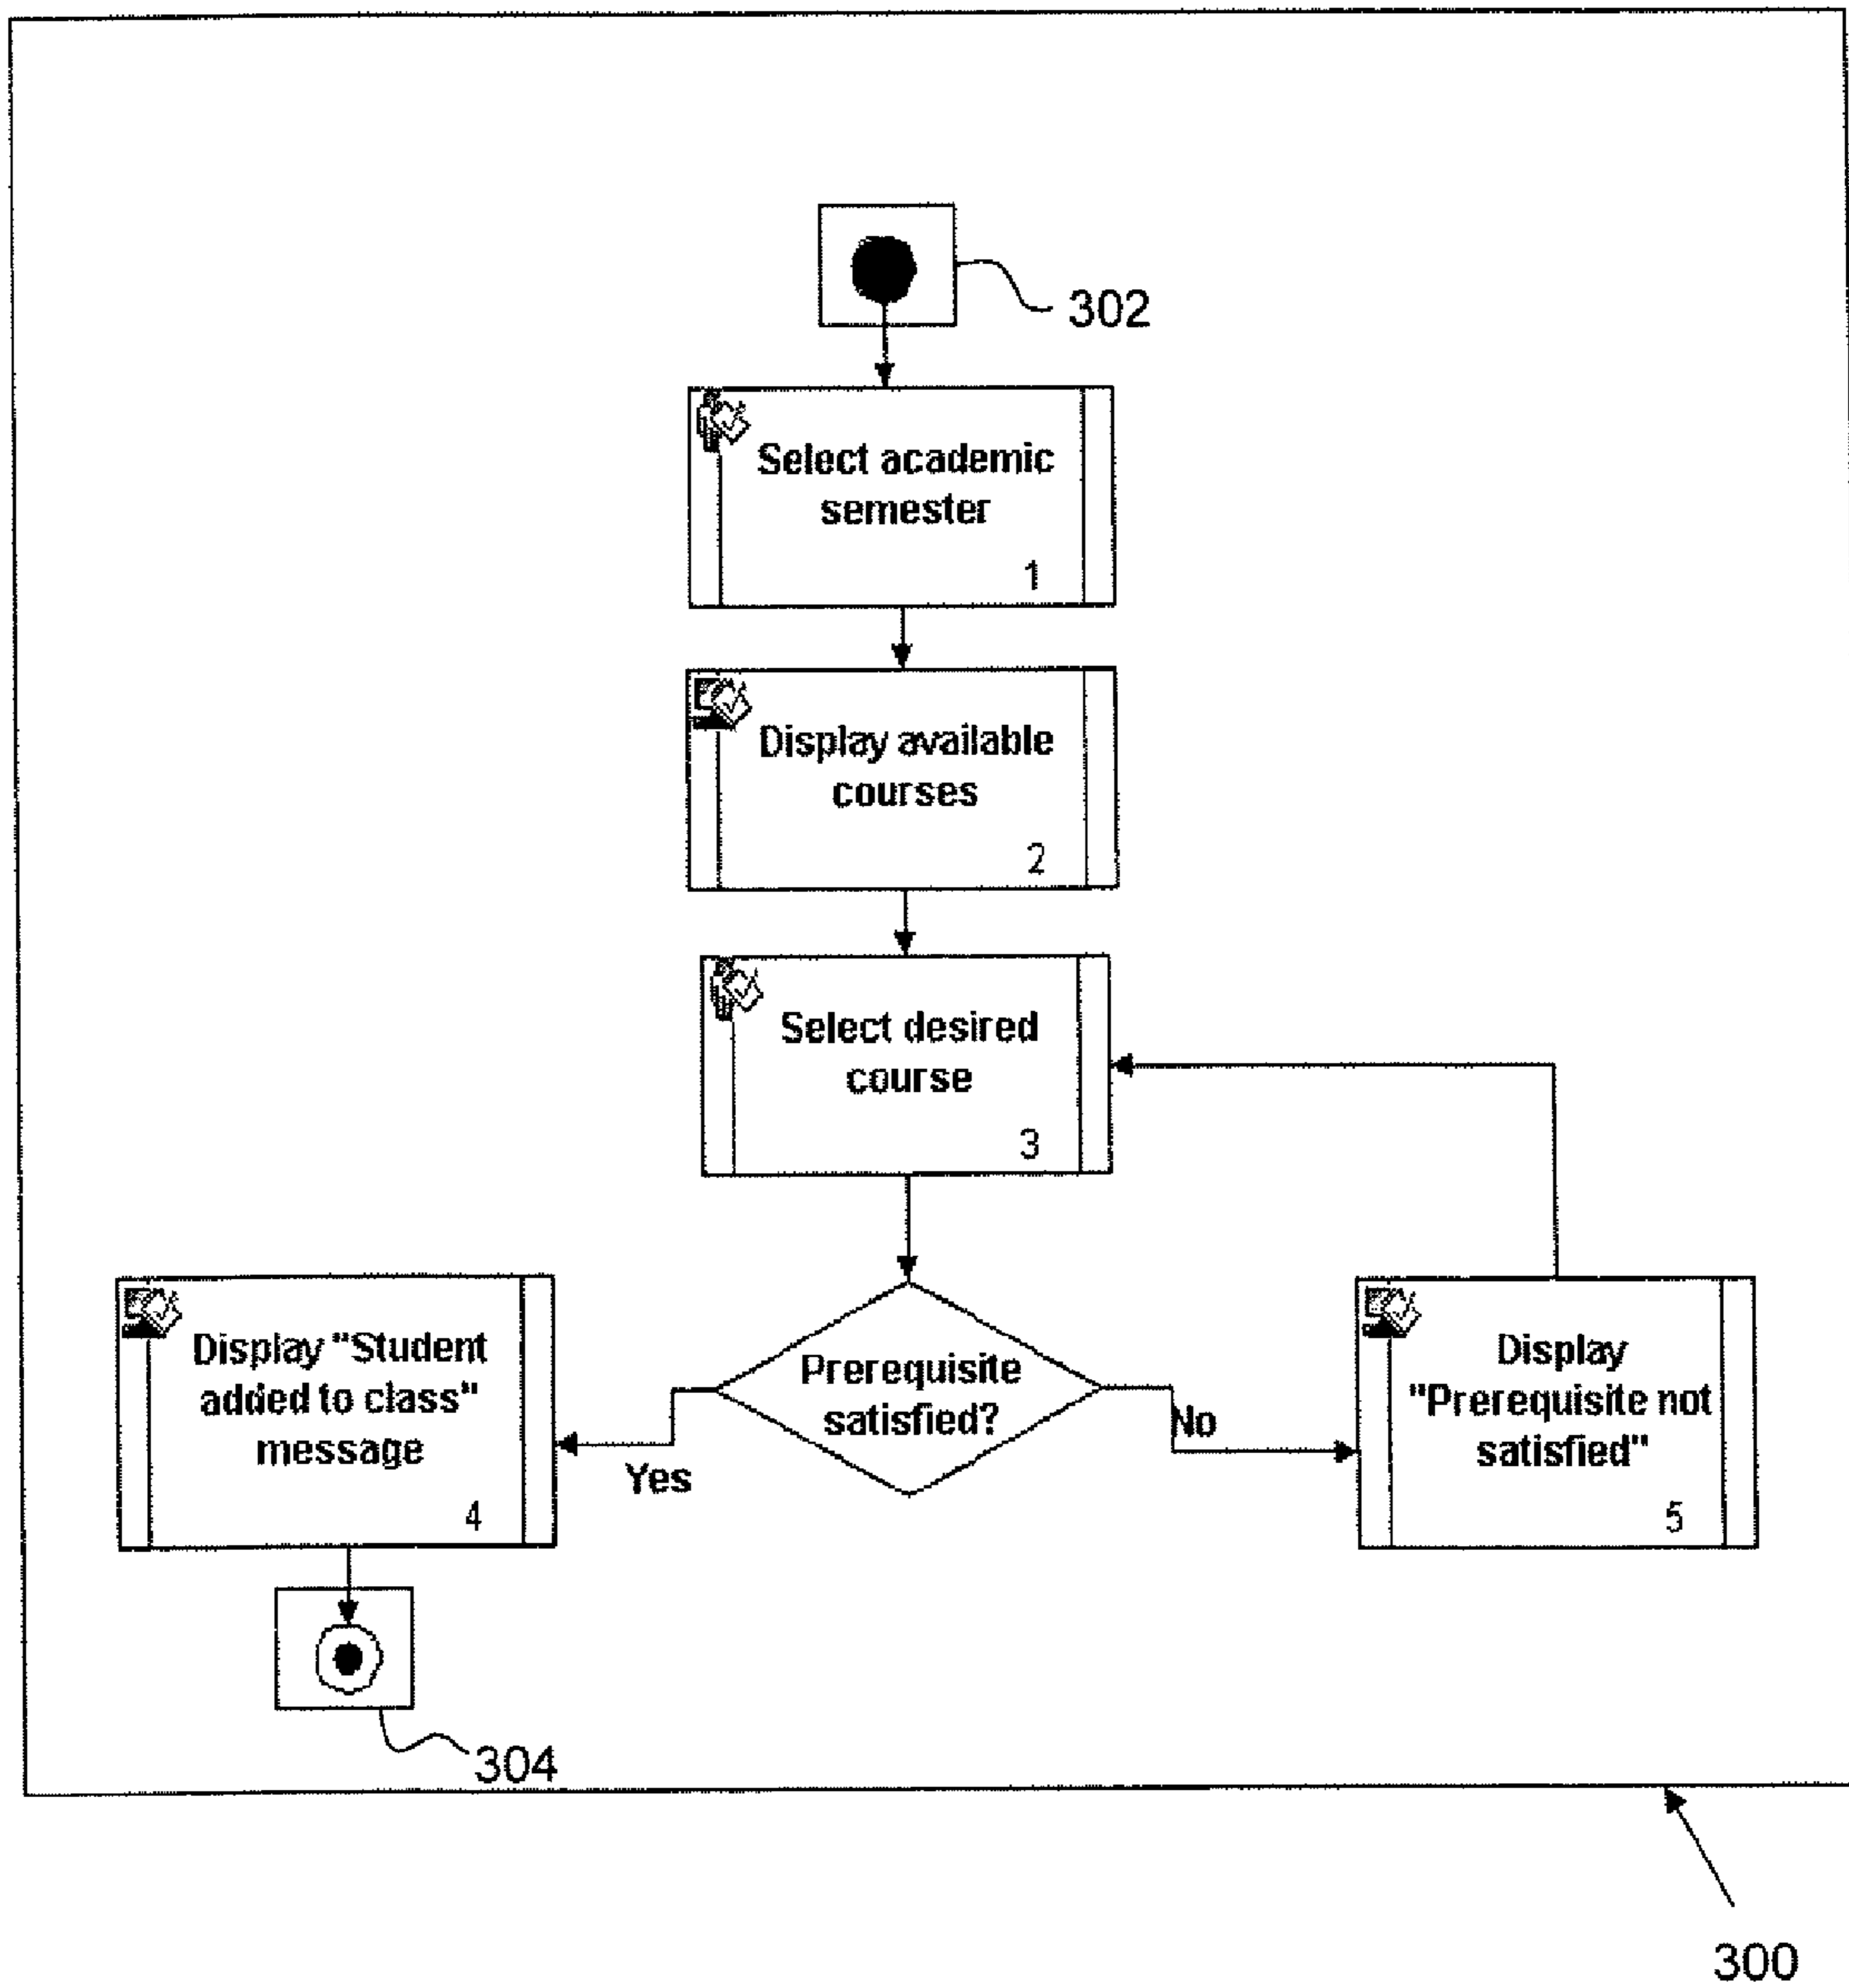 302
Select academic
semester
1
Display available
courses
2
Select desired
course
3
Prerequisite
satisfied?
Yes
No
Display "Student
added to class"
message
4
Display
"Prerequisite not
satisfied"
5
304
300